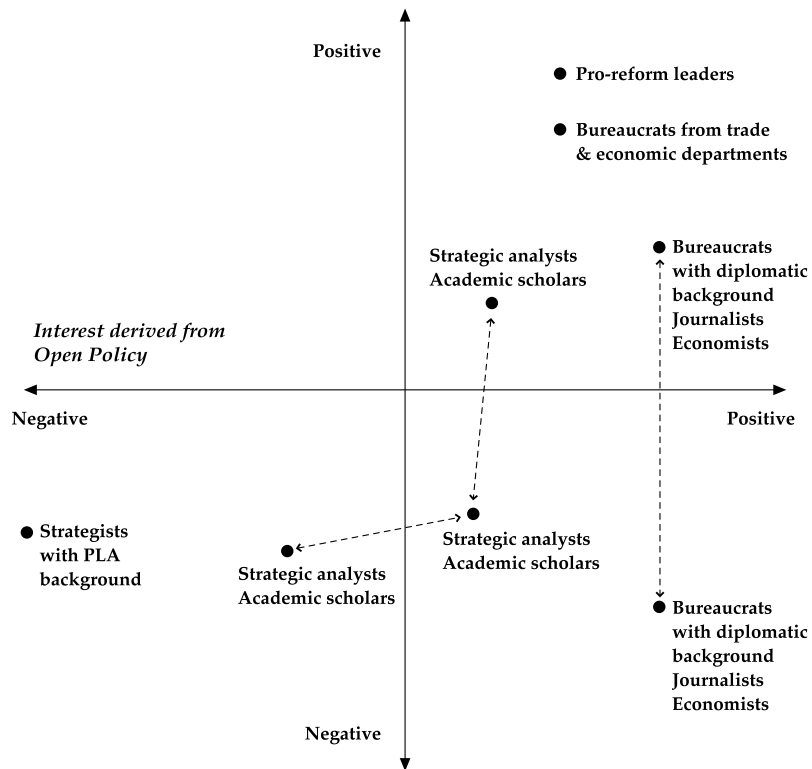 Positive
Pro-reform leaders
Bureaucrats from trade
& economic departments
Strategic analysts
Academic scholars
Bureaucrats
with diplomatic
background
Journalists
Economists
Interest derived from
Open Policy
Negative
Positive
Strategists
with PLA
background
Strategic analysts
Academic scholars
Strategic analysts
Academic scholars
Bureaucrats
with diplomatic
background
Journalists
Economists
Negative